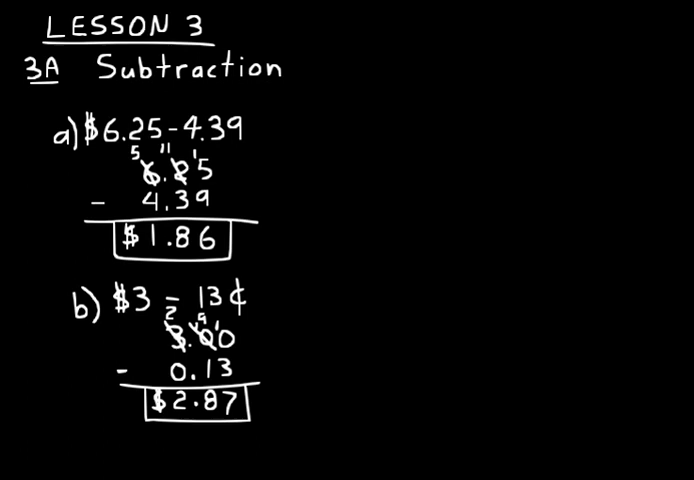 LESSON 3
3A Subtraction
a) $6.25-4.39
5 11 1
6.25
- 4.39
$1.86
b) $3 - 13¢
2 9 1
3.00
- 0.13
$2.87